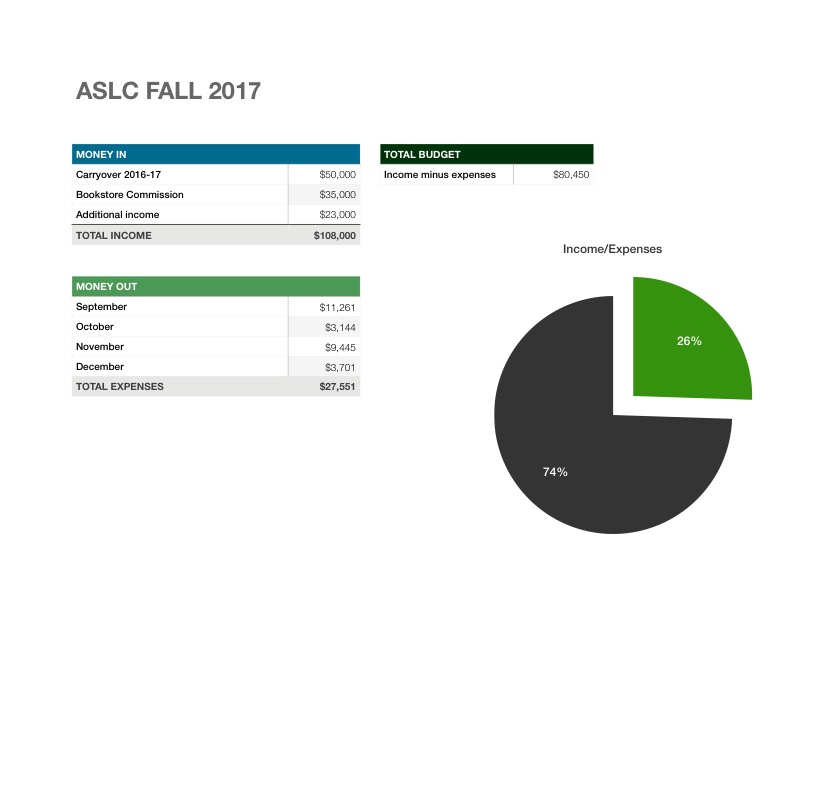 ASLC FALL 2017
MONEY IN
Carryover 2016-17 $50,000
Bookstore Commission $35,000
Additional income $23,000
TOTAL INCOME $108,000
TOTAL BUDGET
Income minus expenses $80,450
MONEY OUT
September $11,261
October $3,144
November $9,445
December $3,701
TOTAL EXPENSES $27,551
Income/Expenses
26%
74%